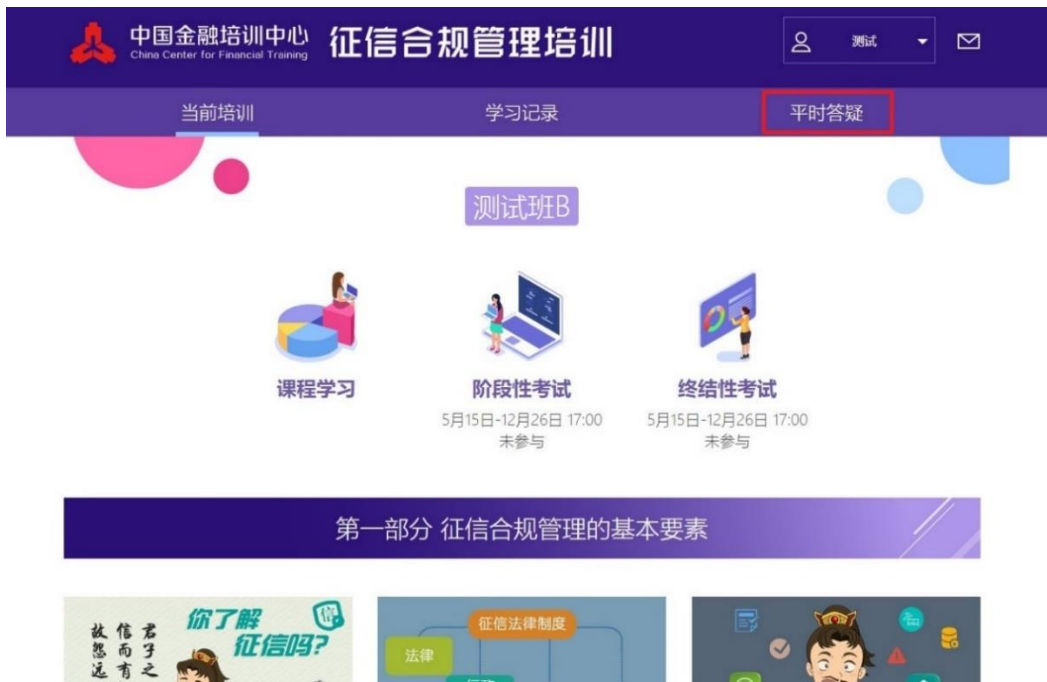 中国金融培训中心
China Center for Financial Training
征信合规管理培训
测试
当前培训
学习记录
平时答疑
测试班B
课程学习
阶段性考试
终结性考试
5月15日-12月26日 17:00
5月15日-12月26日 17:00
未参与
未参与
第一部分 征信合规管理的基本要素
你了解
征信吗?
信
君子之
信而有
故怨远
征信法律制度
法律